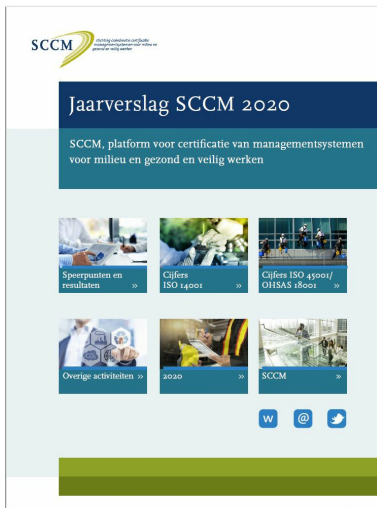 SCCM
stichting coördinatie certificatie
managementsystemen voor milieu en
gezond en veilig werken
Jaarverslag SCCM 2020
SCCM, platform voor certificatie van managementsystemen
voor milieu en gezond en veilig werken
Speerpunten en
resultaten »
Cijfers
ISO 14001 »
Cijfers ISO 45001/
OHSAS 18001 »
Overige activiteiten »
2020 »
SCCM »
W @